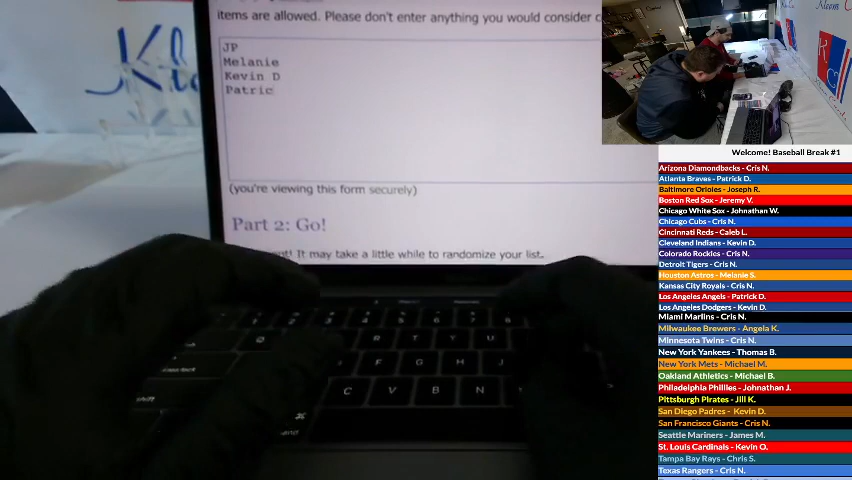 items are allowed. Please don't enter anything you would consider
JP
Melanie
Kevin D
Patric
(you're viewing this form securely)
Part 2: Go!
It may take a little while to randomize your list.
Welcome! Baseball Break #1
Arizona Diamondbacks - Cris N.
Atlanta Braves - Patrick D.
Baltimore Orioles - Joseph R.
Boston Red Sox - Jeremy V.
Chicago White Sox - Johnathan W.
Chicago Cubs - Cris N.
Cincinnati Reds - Caleb L.
Cleveland Indians - Kevin D.
Colorado Rockies - Cris N.
Detroit Tigers - Cris N.
Houston Astros - Melanie S.
Kansas City Royals - Cris N.
Los Angeles Angels - Patrick D.
Los Angeles Dodgers - Kevin D.
Miami Marlins - Cris N.
Milwaukee Brewers - Angela K.
Minnesota Twins - Cris N.
New York Yankees - Thomas B.
New York Mets - Michael M.
Oakland Athletics - Michael B.
Philadelphia Phillies - Johnathan J.
Pittsburgh Pirates - Jill K.
San Diego Padres - Kevin D.
San Francisco Giants - Cris N.
Seattle Mariners - James M.
St. Louis Cardinals - Kevin O.
Tampa Bay Rays - Chris S.
Texas Rangers - Cris N.
R
T
U
F
G
H
J
C
V
B
N